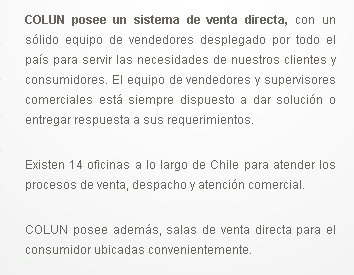 COLUN posee un sistema de venta directa, con un
sólido equipo de vendedores desplegado por todo el
país para servir las necesidades de nuestros clientes y
consumidores. El equipo de vendedores y supervisores
comerciales está siempre dispuesto a dar solución o
entregar respuesta a sus requerimientos.
Existen 14 oficinas a lo largo de Chile para atender los
procesos de venta, despacho y atención comercial.
COLUN posee además, salas de venta directa para el
consumidor ubicadas convenientemente.